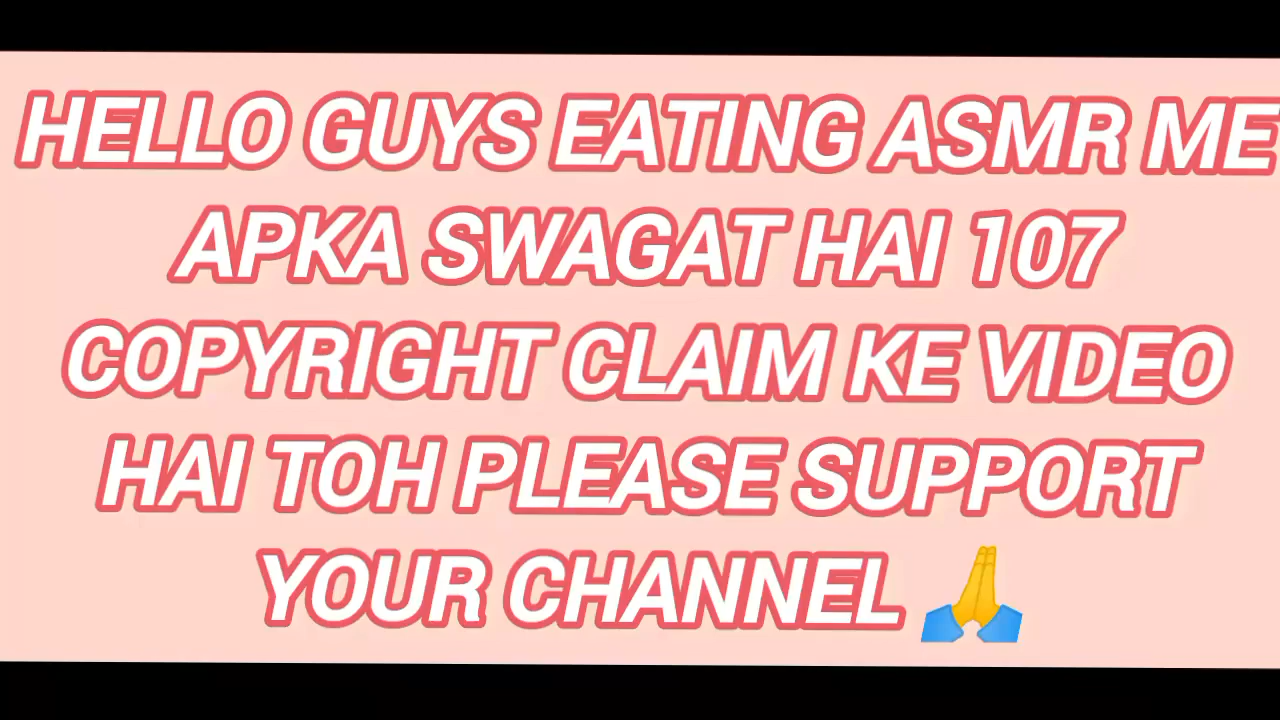 HELLO GUYS EATING ASMR ME
APKA SWAGAT HAI 107
COPYRIGHT CLAIM KE VIDEO
HAI TOH PLEASE SUPPORT
YOUR CHANNEL 🙏